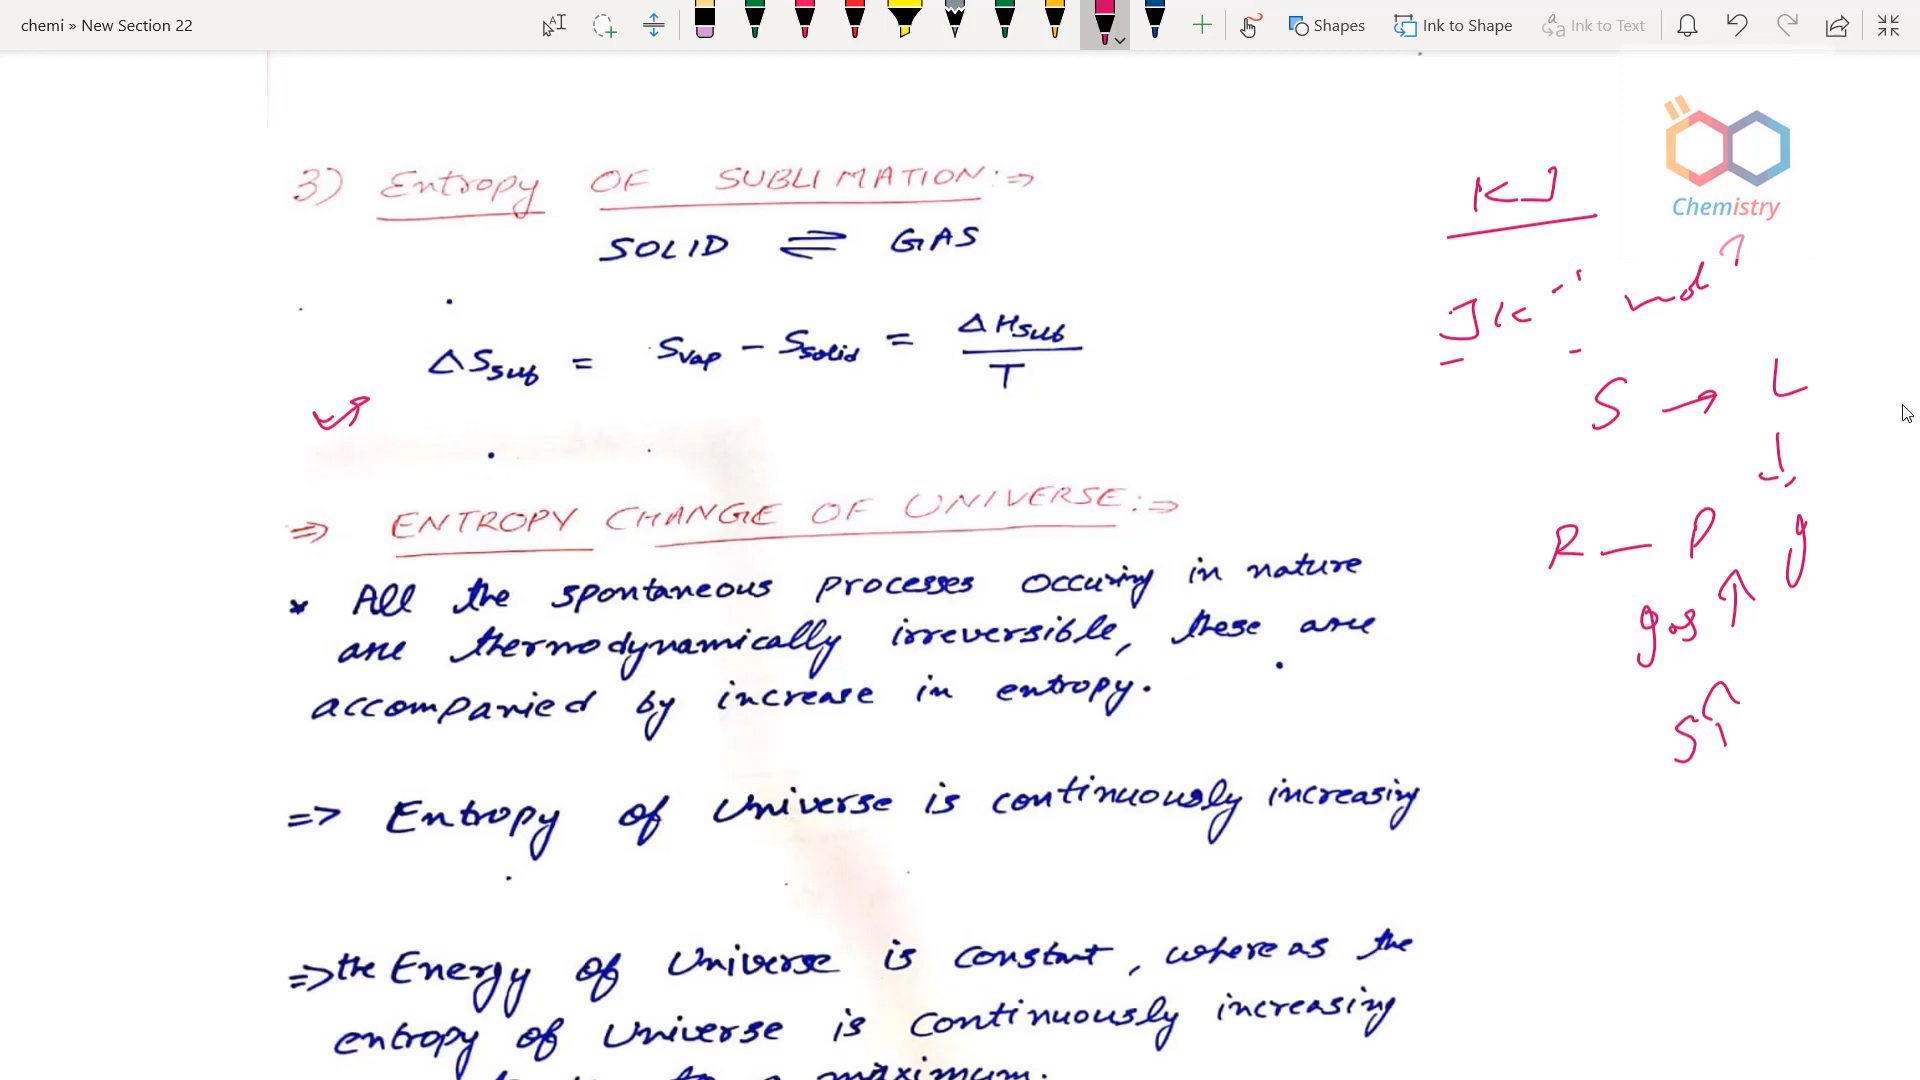 chemi » New Section 22
Shapes
Ink to Shape
Ink to Text
Chemistry
3) Entropy OF SUBLIMATION:⇒
SOLID ⇌ GAS
ΔSsub = Svap - Ssolid = ΔHsub / T
⇒ ENTROPY CHANGE OF UNIVERSE:⇒
* All the spontaneous processes occuring in nature
are thermodynamically irreversible, these are
accompanied by increase in entropy.
⇒ Entropy of Universe is continuously increasing
⇒ the Energy of Universe is constant, where as the
entropy of Universe is continuously increasing
maximum.
KJ
JK⁻¹ mol⁻¹
S → L
↓
g
R — P
gas ↑
S↑